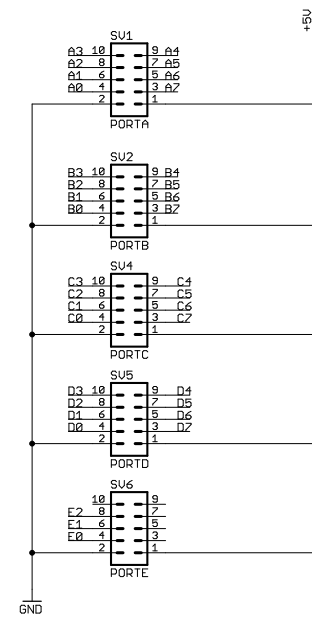 +5V
SV1
A3 10 9 A4
A2 8 7 A5
A1 6 5 A6
A0 4 3 A7
2 1
PORTA
SV2
B3 10 9 B4
B2 8 7 B5
B1 6 5 B6
B0 4 3 B7
2 1
PORTB
SV4
C3 10 9 C4
C2 8 7 C5
C1 6 5 C6
C0 4 3 C7
2 1
PORTC
SV5
D3 10 9 D4
D2 8 7 D5
D1 6 5 D6
D0 4 3 D7
2 1
PORTD
SV6
10 9
E2 8 7
E1 6 5
E0 4 3
2 1
PORTE
GND